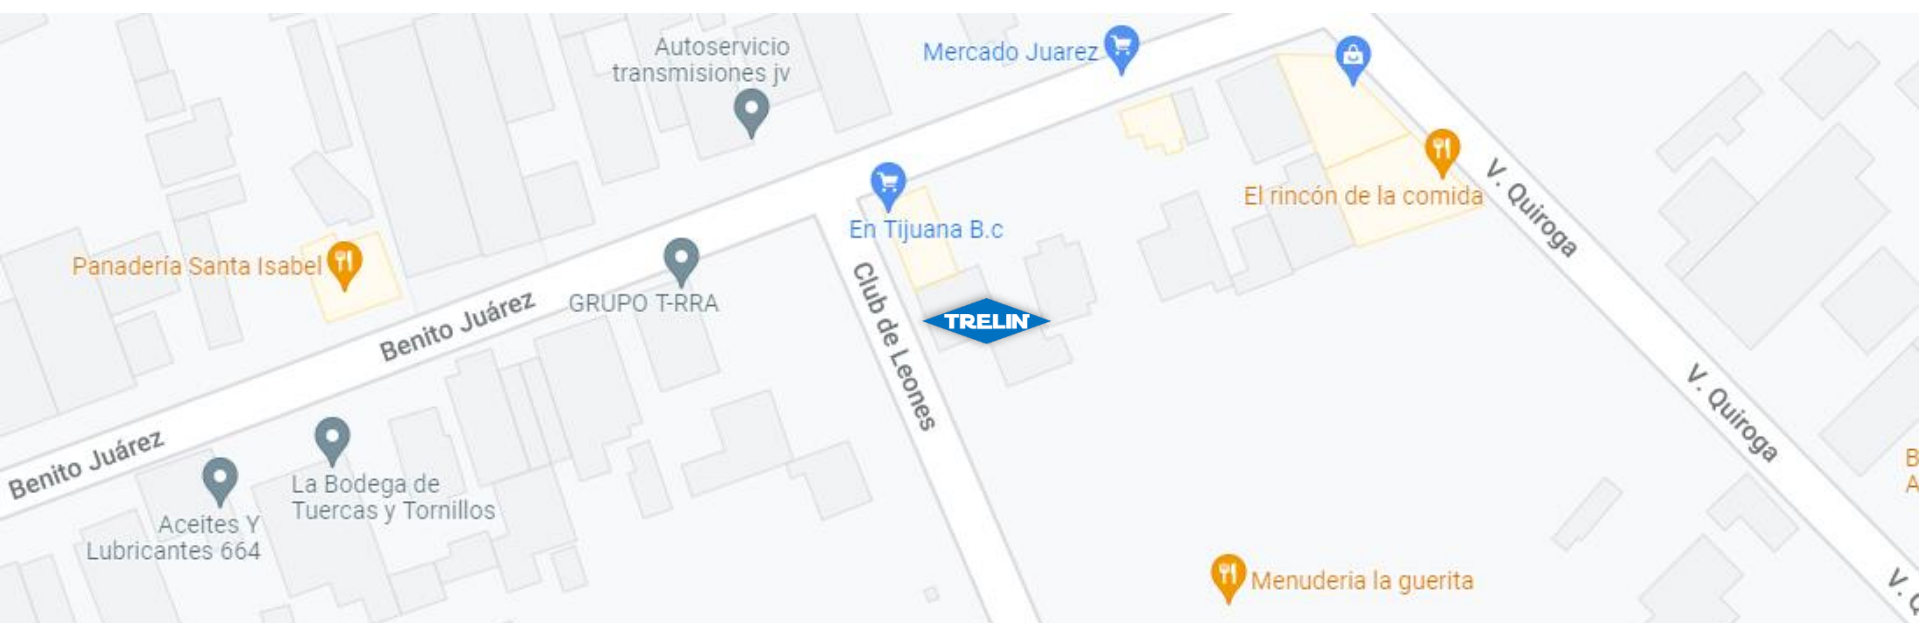 Autoservicio
transmisiones jv
Mercado Juarez
V. Quiroga
El rincón de la comida
En Tijuana B.c
Panadería Santa Isabel
GRUPO T-RRA
Benito Juárez
TRELIN
Club de Leones
V. Quiroga
Benito Juárez
La Bodega de
Tuercas y Tornillos
Aceites Y
Lubricantes 664
Menuderia la guerita
B
A
V. Q